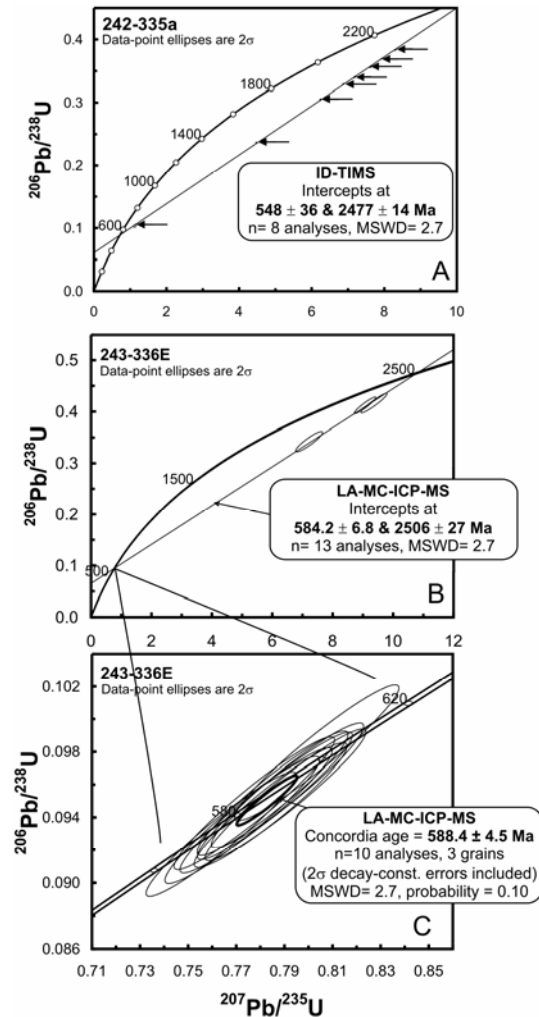 242-335a
Data-point ellipses are 2σ
0.4
0.3
0.2
0.1
0.0
206Pb/238U
600
1000
1400
1800
2200
ID-TIMS
Intercepts at
548 ± 36 & 2477 ± 14 Ma
n= 8 analyses, MSWD= 2.7
A
0 2 4 6 8 10
243-336E
Data-point ellipses are 2σ
0.5
0.4
0.3
0.2
0.1
0.0
206Pb/238U
500
1500
2500
LA-MC-ICP-MS
Intercepts at
584.2 ± 6.8 & 2506 ± 27 Ma
n= 13 analyses, MSWD= 2.7
B
0 2 4 6 8 10 12
243-336E
Data-point ellipses are 2σ
0.102
0.098
0.094
0.090
0.086
206Pb/238U
580
620
LA-MC-ICP-MS
Concordia age = 588.4 ± 4.5 Ma
n=10 analyses, 3 grains
(2σ decay-const. errors included)
MSWD= 2.7, probability = 0.10
C
0.71 0.73 0.75 0.77 0.79 0.81 0.83 0.85
207Pb/235U